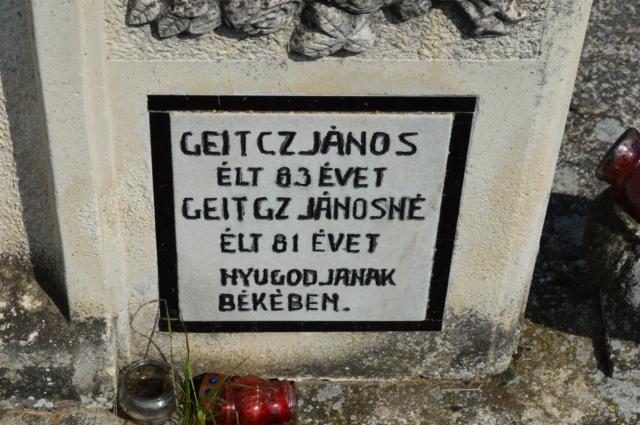 GEITCZ JÁNOS
ÉLT 83 ÉVET
GEITGZ JÁNOSNÉ
ÉLT 81 ÉVET
NYUGODJANAK
BÉKÉBEN.